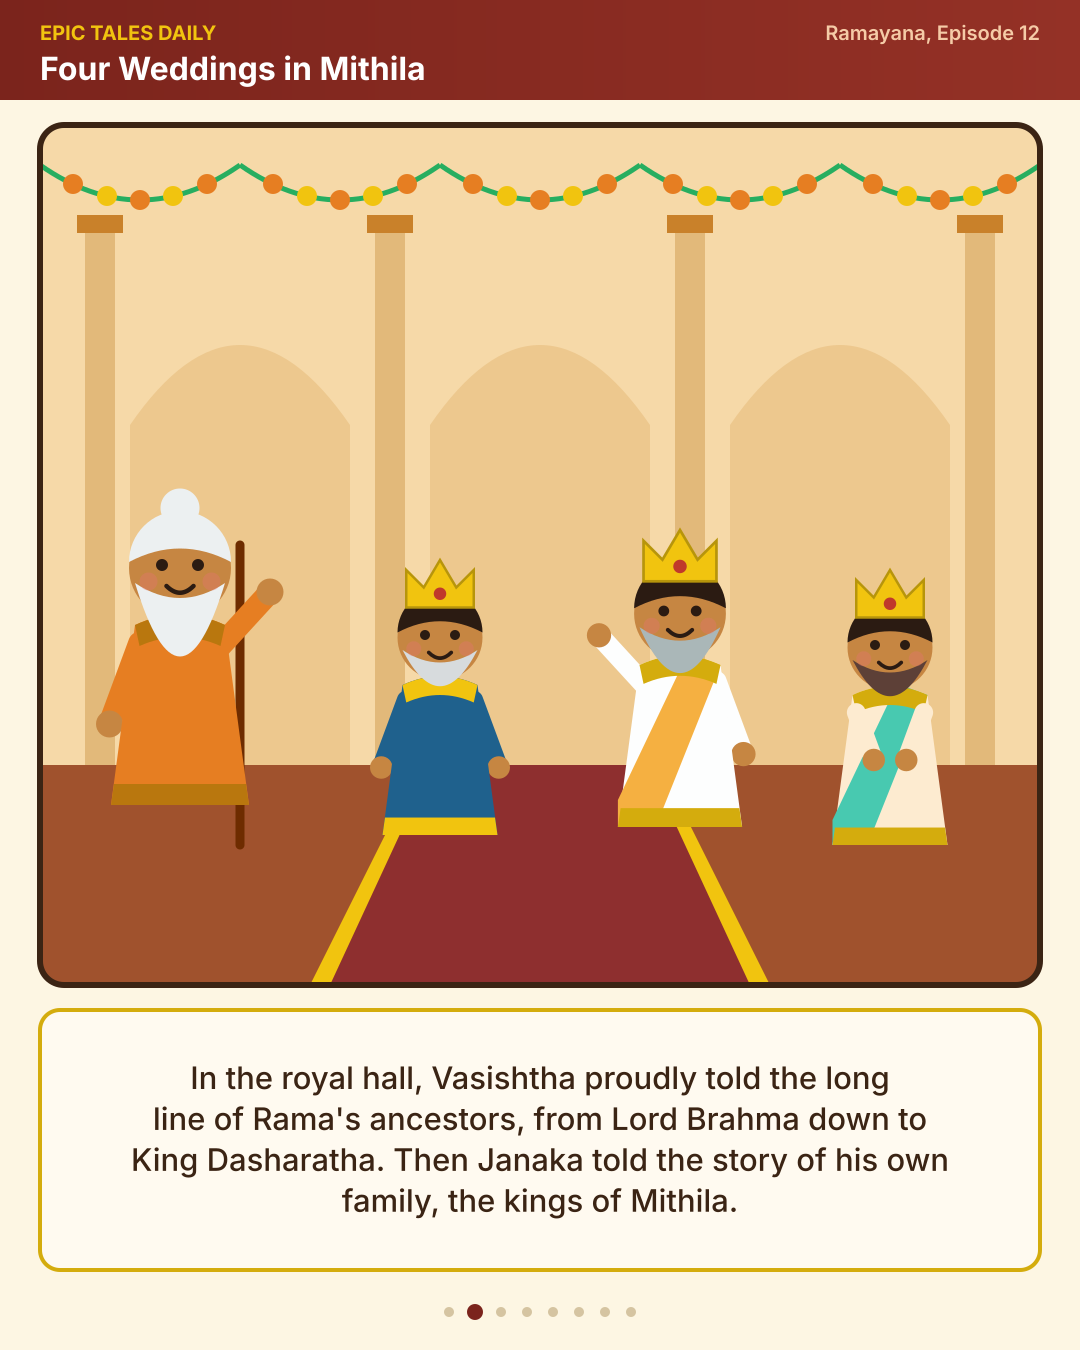 EPIC TALES DAILY
Ramayana, Episode 12
Four Weddings in Mithila
In the royal hall, Vasishtha proudly told the long
line of Rama's ancestors, from Lord Brahma down to
King Dasharatha. Then Janaka told the story of his own
family, the kings of Mithila.